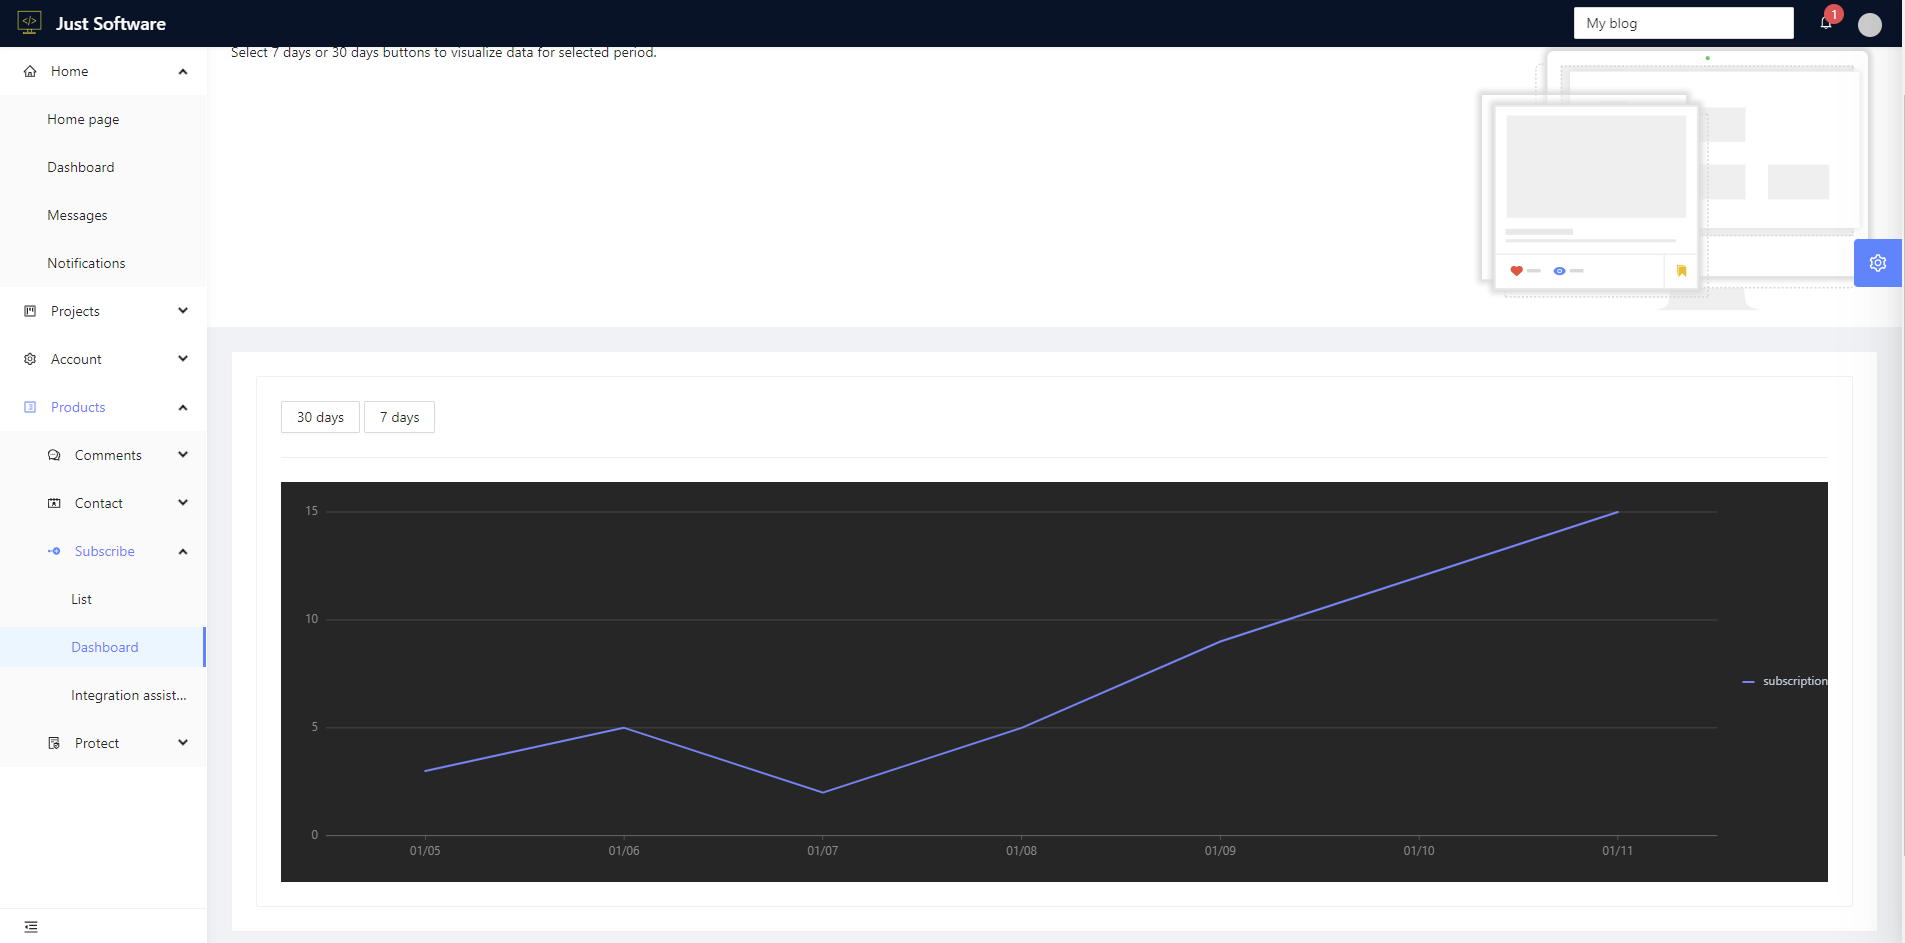 Just Software
My blog
1
Select 7 days or 30 days buttons to visualize data for selected period.
Home
Home page
Dashboard
Messages
Notifications
Projects
Account
Products
Comments
Contact
Subscribe
List
Dashboard
Integration assist...
Protect
30 days
7 days
15
10
5
0
01/05
01/06
01/07
01/08
01/09
01/10
01/11
subscription